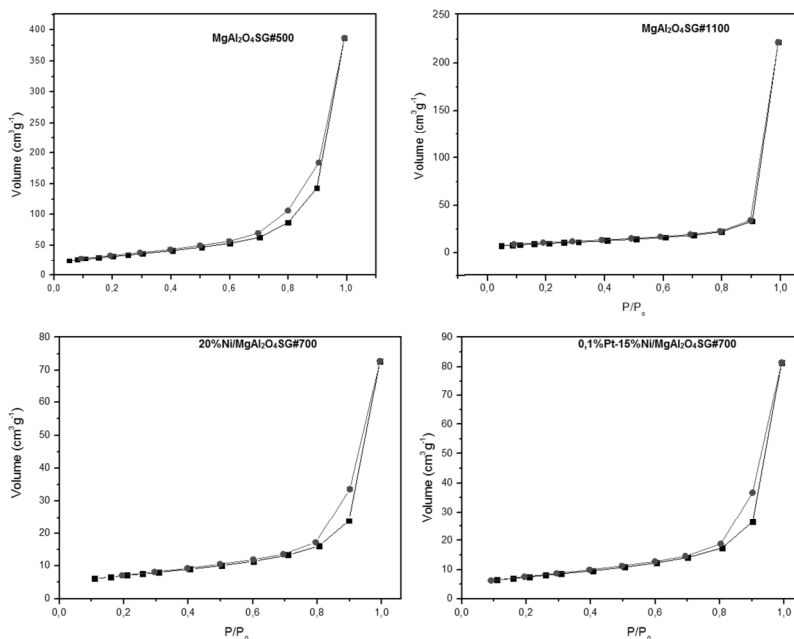 MgAl₂O₄SG#500
Volume (cm³g⁻¹)
400
350
300
250
200
150
100
50
0
0,0 0,2 0,4 0,6 0,8 1,0
MgAl₂O₄SG#1100
Volume (cm³g⁻¹)
250
200
150
100
50
0
0,0 0,2 0,4 0,6 0,8 1,0
P/P₀
20%Ni/MgAl₂O₄SG#700
Volume (cm³g⁻¹)
80
70
60
50
40
30
20
10
0
0,0 0,2 0,4 0,6 0,8 1,0
P/P₀
0,1%Pt-15%Ni/MgAl₂O₄SG#700
Volume (cm³g⁻¹)
90
80
70
60
50
40
30
20
10
0
0,0 0,2 0,4 0,6 0,8 1,0
P/P₀